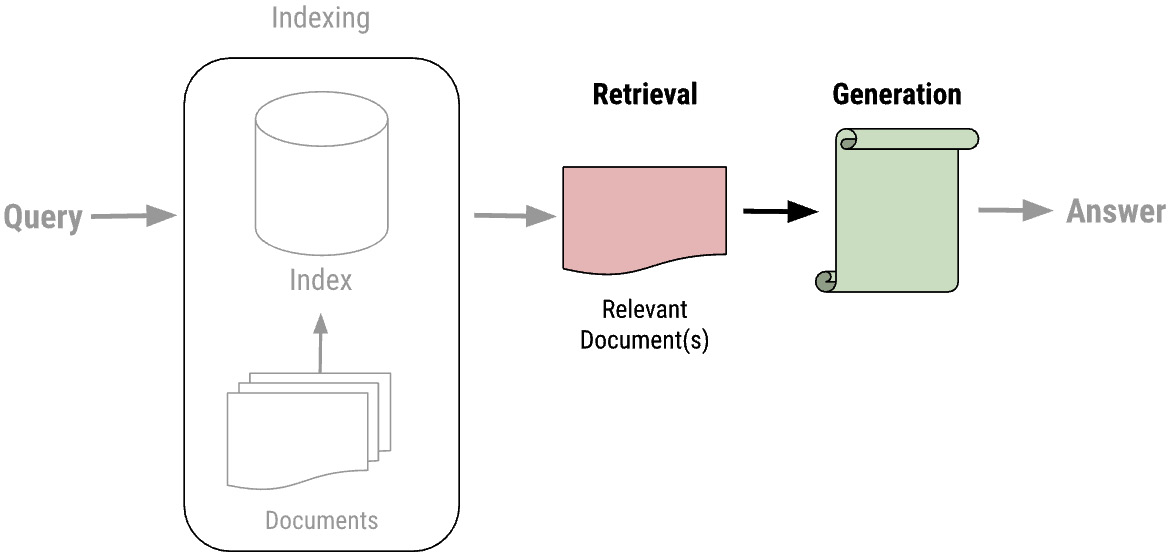 Indexing
Retrieval
Generation
Query
Answer
Index
Relevant
Document(s)
Documents